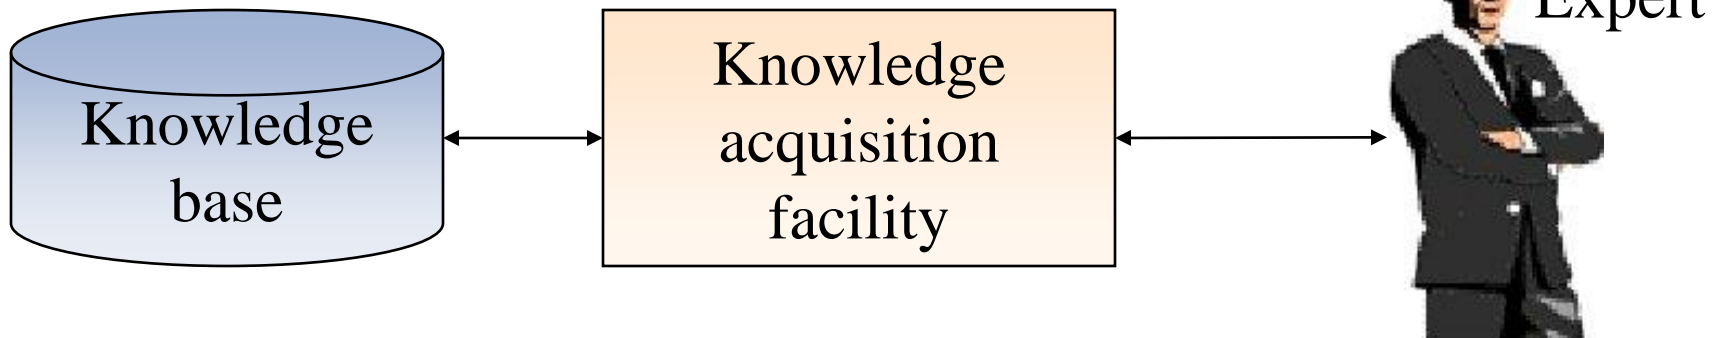 Expert
Knowledge
base
Knowledge
acquisition
facility